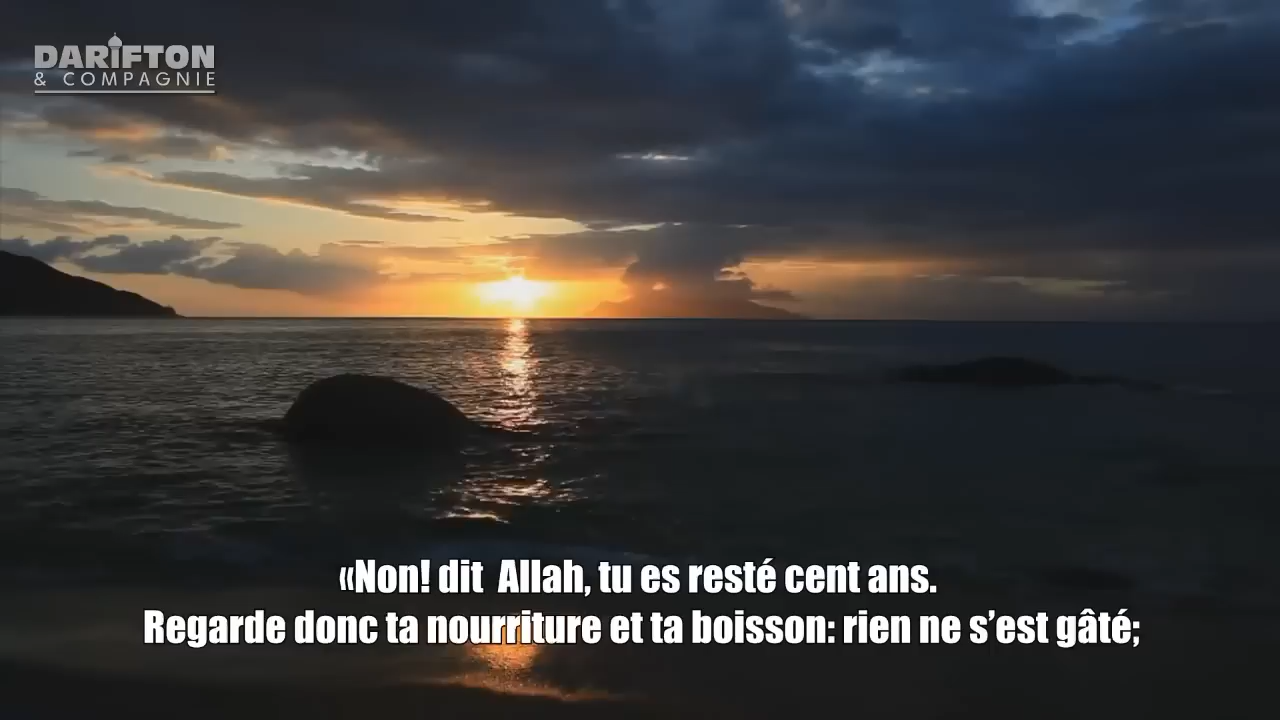 DARIFTON
& COMPAGNIE
«Non! dit  Allah, tu es resté cent ans.
Regarde donc ta nourriture et ta boisson: rien ne s’est gâté;